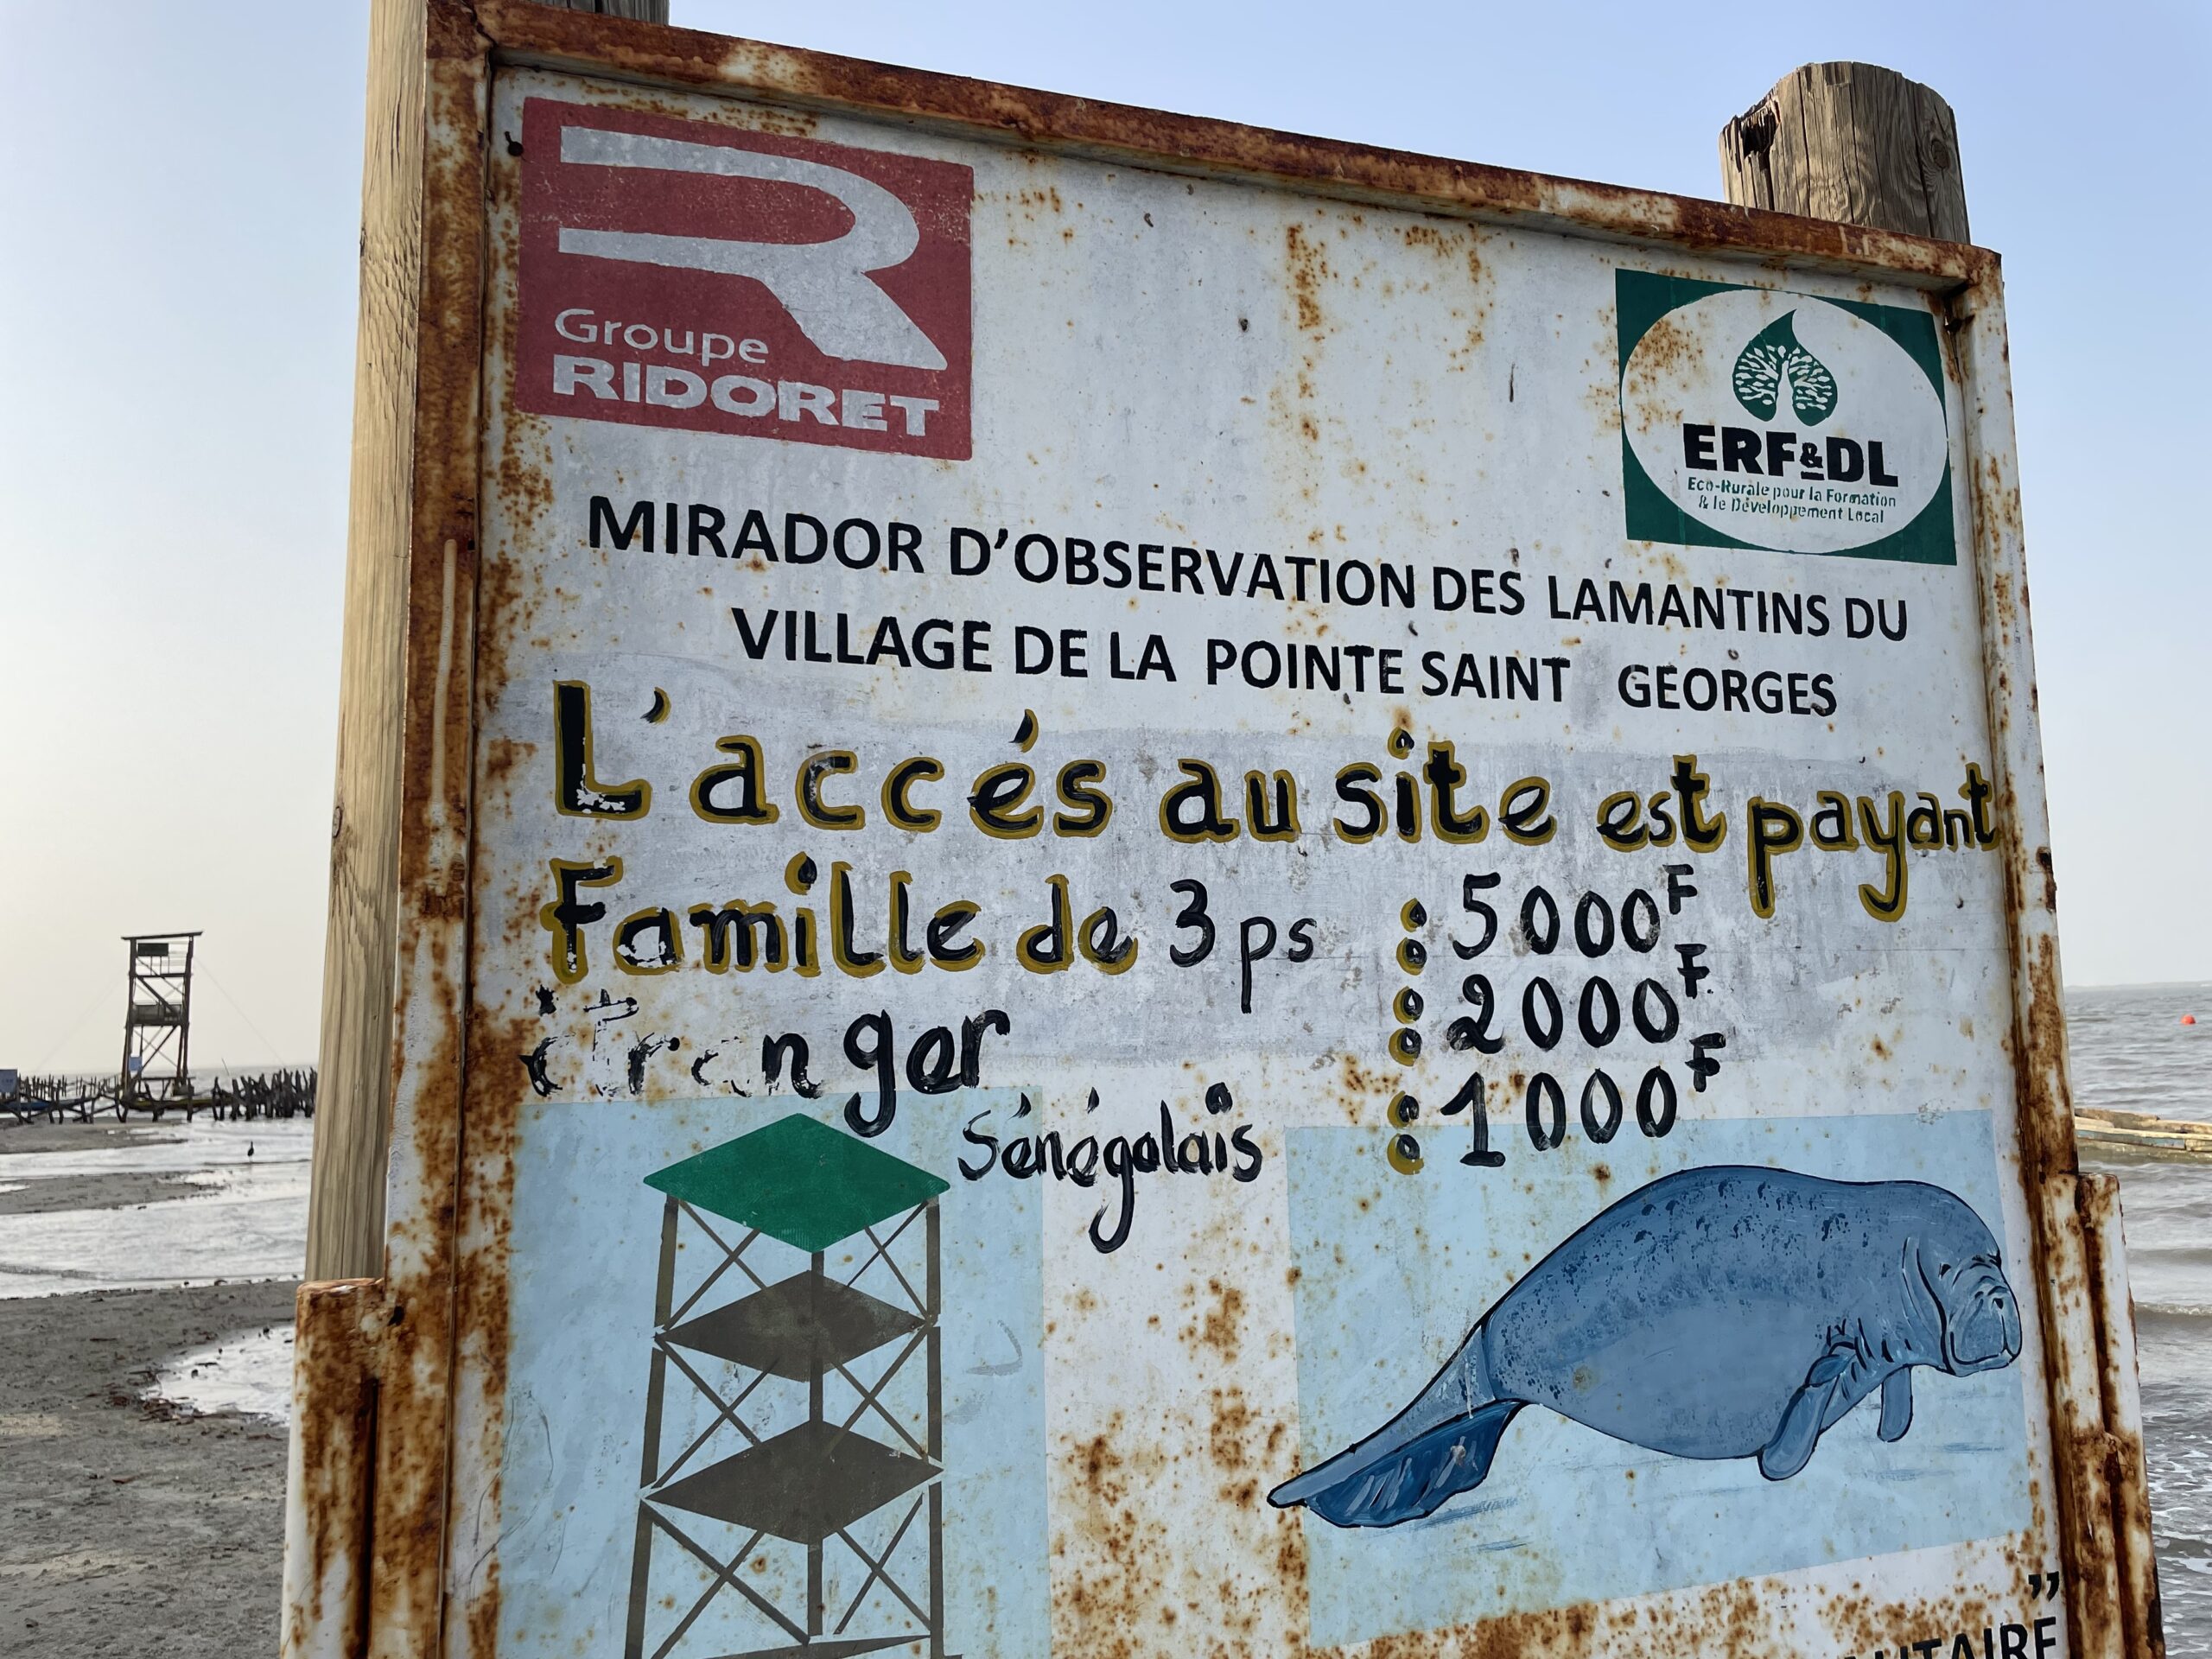 Groupe
RIDORET
ERF&DL
Eco-Rurale pour la Formation
& le Développement Local
MIRADOR D'OBSERVATION DES LAMANTINS DU
VILLAGE DE LA POINTE SAINT GEORGES
L'accés au site est payant
Famille de 3 ps : 5000F
étranger : 2000F
Sénégalais : 1000F
"